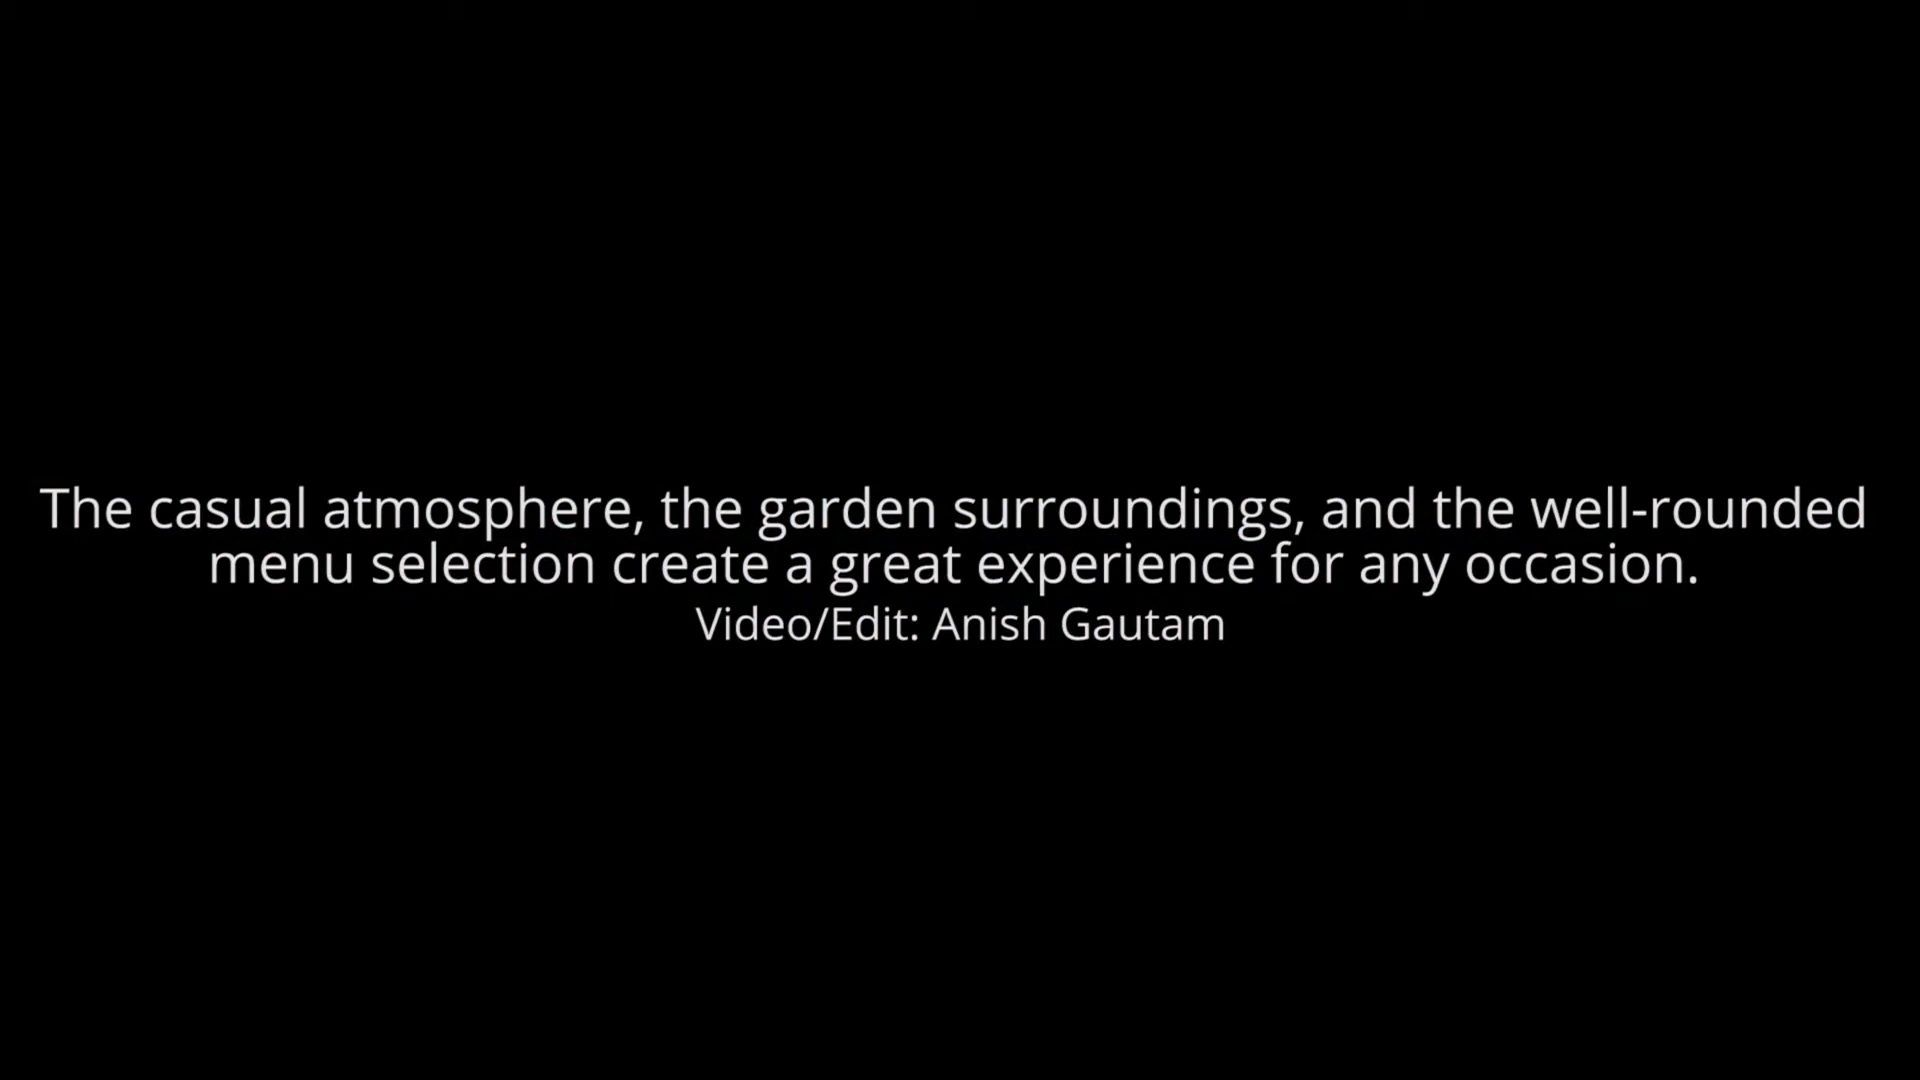 The casual atmosphere, the garden surroundings, and the well-rounded
menu selection create a great experience for any occasion.
Video/Edit: Anish Gautam